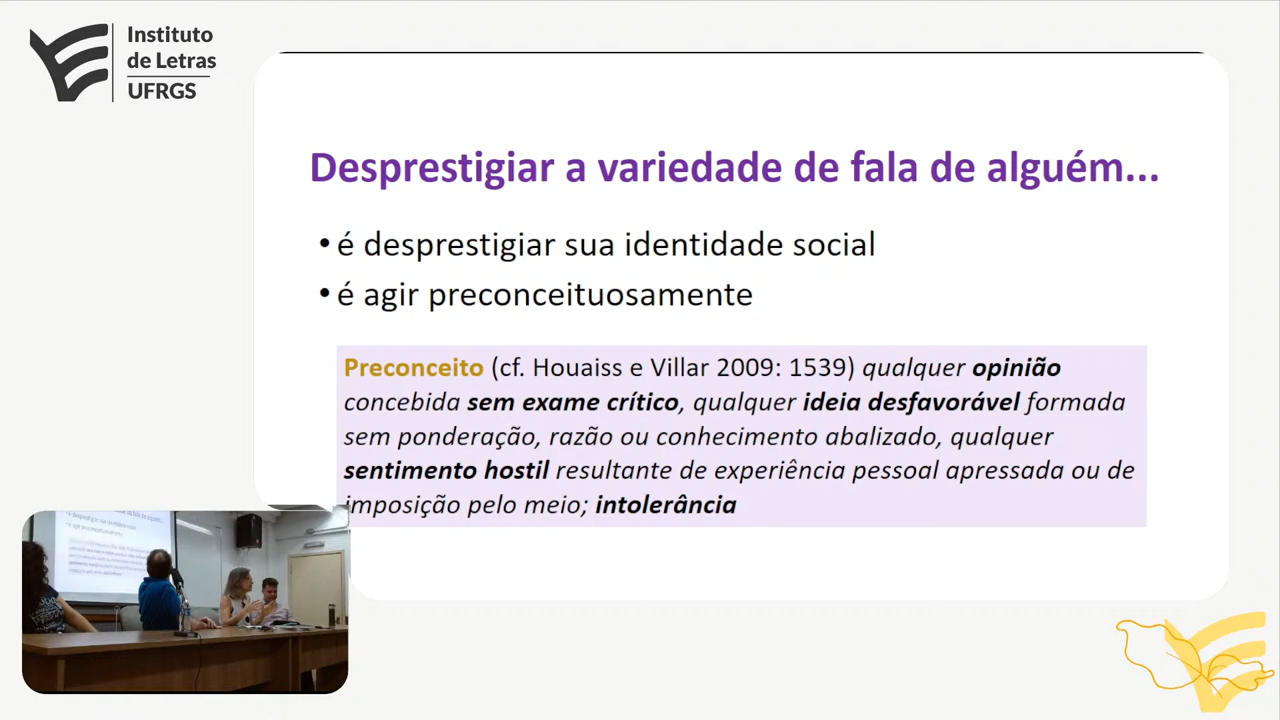 Instituto
de Letras
UFRGS
Desprestigiar a variedade de fala de alguém...
• é desprestigiar sua identidade social
• é agir preconceituosamente
Preconceito (cf. Houaiss e Villar 2009: 1539) qualquer opinião
concebida sem exame crítico, qualquer ideia desfavorável formada
sem ponderação, razão ou conhecimento abalizado, qualquer
sentimento hostil resultante de experiência pessoal apressada ou de
imposição pelo meio; intolerância